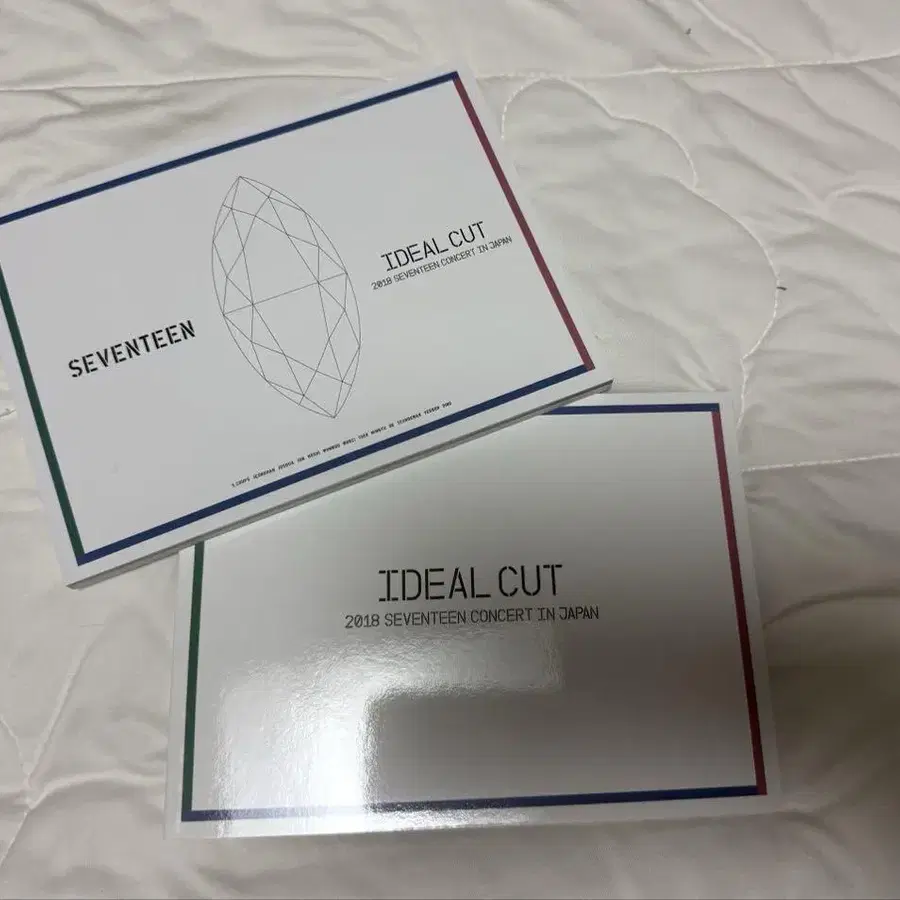 SEVENTEEN
IDEAL CUT
2018 SEVENTEEN CONCERT IN JAPAN
IDEAL CUT
2018 SEVENTEEN CONCERT IN JAPAN